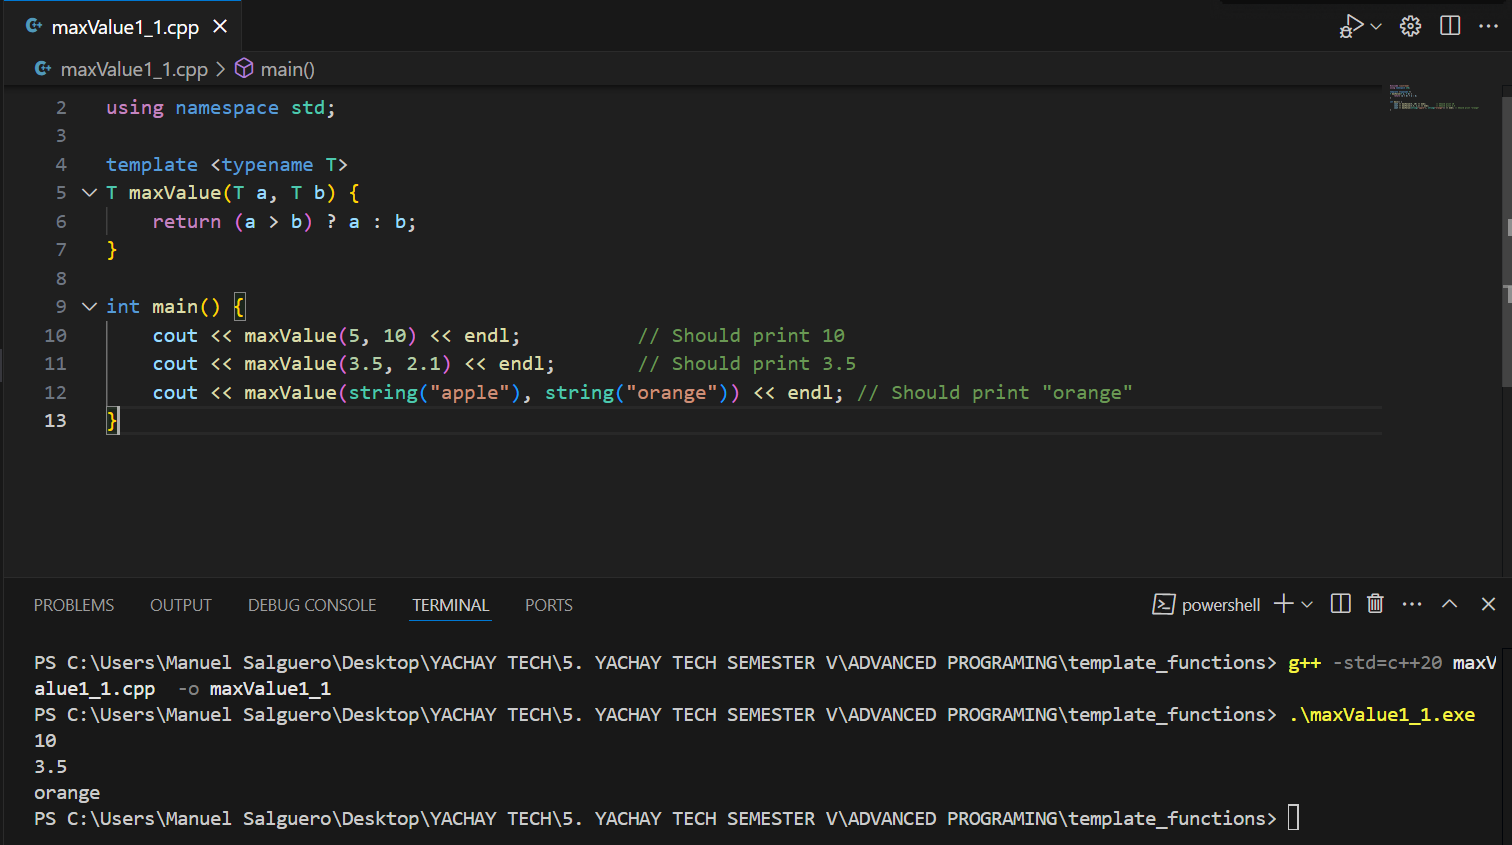 maxValue1_1.cpp
maxValue1_1.cpp > main()
2 using namespace std;
3
4 template <typename T>
5 T maxValue(T a, T b) {
6     return (a > b) ? a : b;
7 }
8
9 int main() {
10     cout << maxValue(5, 10) << endl;          // Should print 10
11     cout << maxValue(3.5, 2.1) << endl;       // Should print 3.5
12     cout << maxValue(string("apple"), string("orange")) << endl; // Should print "orange"
13 }
PROBLEMS OUTPUT DEBUG CONSOLE TERMINAL PORTS powershell
PS C:\Users\Manuel Salguero\Desktop\YACHAY TECH\5. YACHAY TECH SEMESTER V\ADVANCED PROGRAMING\template_functions> g++ -std=c++20 maxV
alue1_1.cpp  -o maxValue1_1
PS C:\Users\Manuel Salguero\Desktop\YACHAY TECH\5. YACHAY TECH SEMESTER V\ADVANCED PROGRAMING\template_functions> .\maxValue1_1.exe
10
3.5
orange
PS C:\Users\Manuel Salguero\Desktop\YACHAY TECH\5. YACHAY TECH SEMESTER V\ADVANCED PROGRAMING\template_functions>